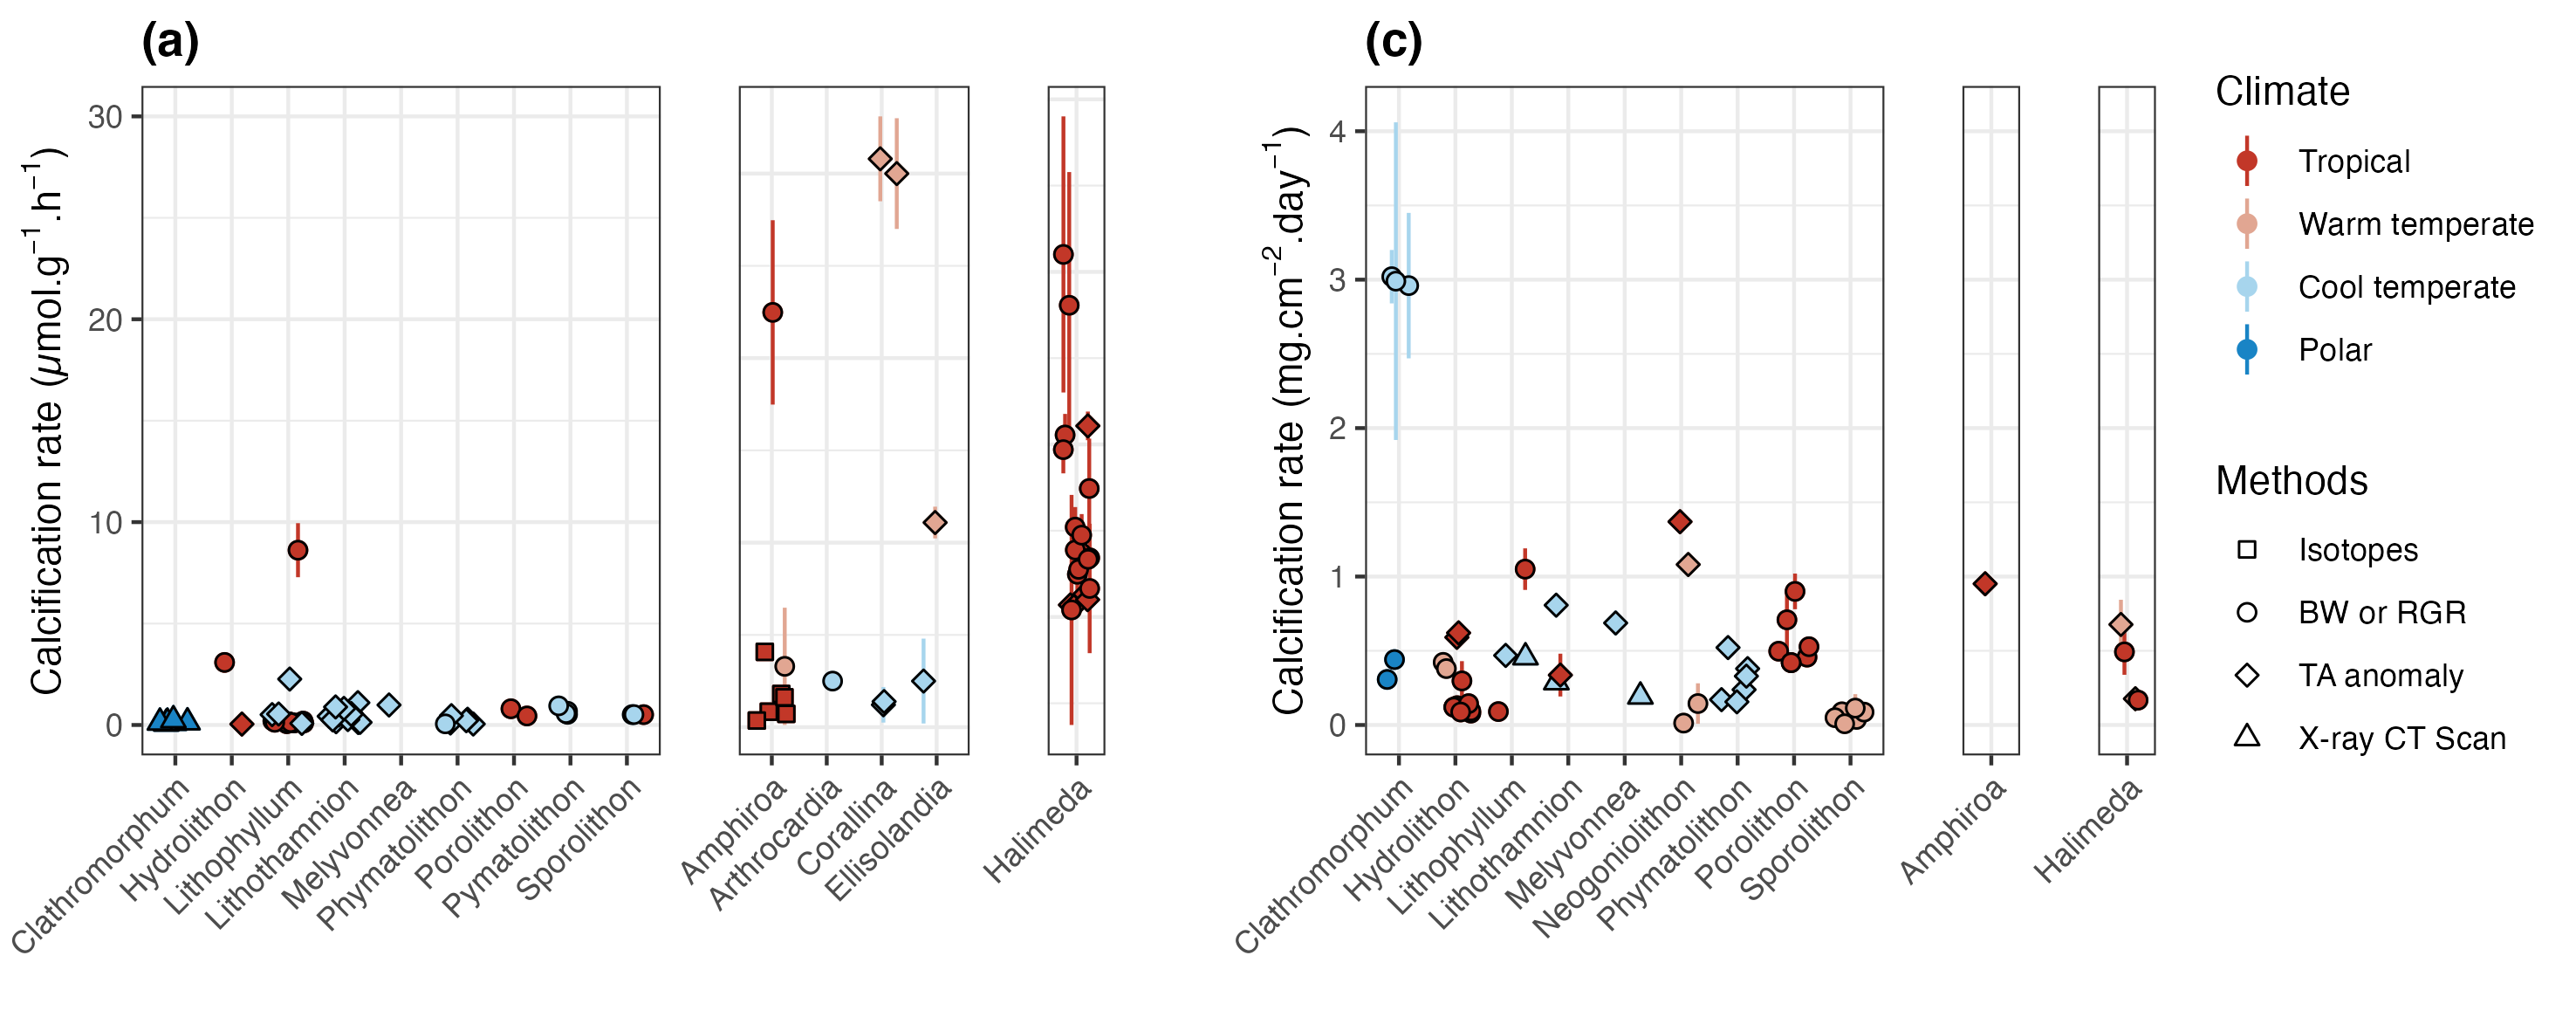 (a)
Calcification rate (µmol.g−1.h−1)
30
20
10
0
Clathromorphum
Hydrolithon
Lithophyllum
Lithothamnion
Melyvonnea
Phymatolithon
Porolithon
Pymatolithon
Sporolithon
Amphiroa
Arthrocardia
Corallina
Ellisolandia
Halimeda
(c)
Calcification rate (mg.cm−2.day−1)
4
3
2
1
0
Clathromorphum
Hydrolithon
Lithophyllum
Lithothamnion
Melyvonnea
Neogoniolithon
Phymatolithon
Porolithon
Sporolithon
Amphiroa
Halimeda
Climate
Tropical
Warm temperate
Cool temperate
Polar
Methods
Isotopes
BW or RGR
TA anomaly
X-ray CT Scan